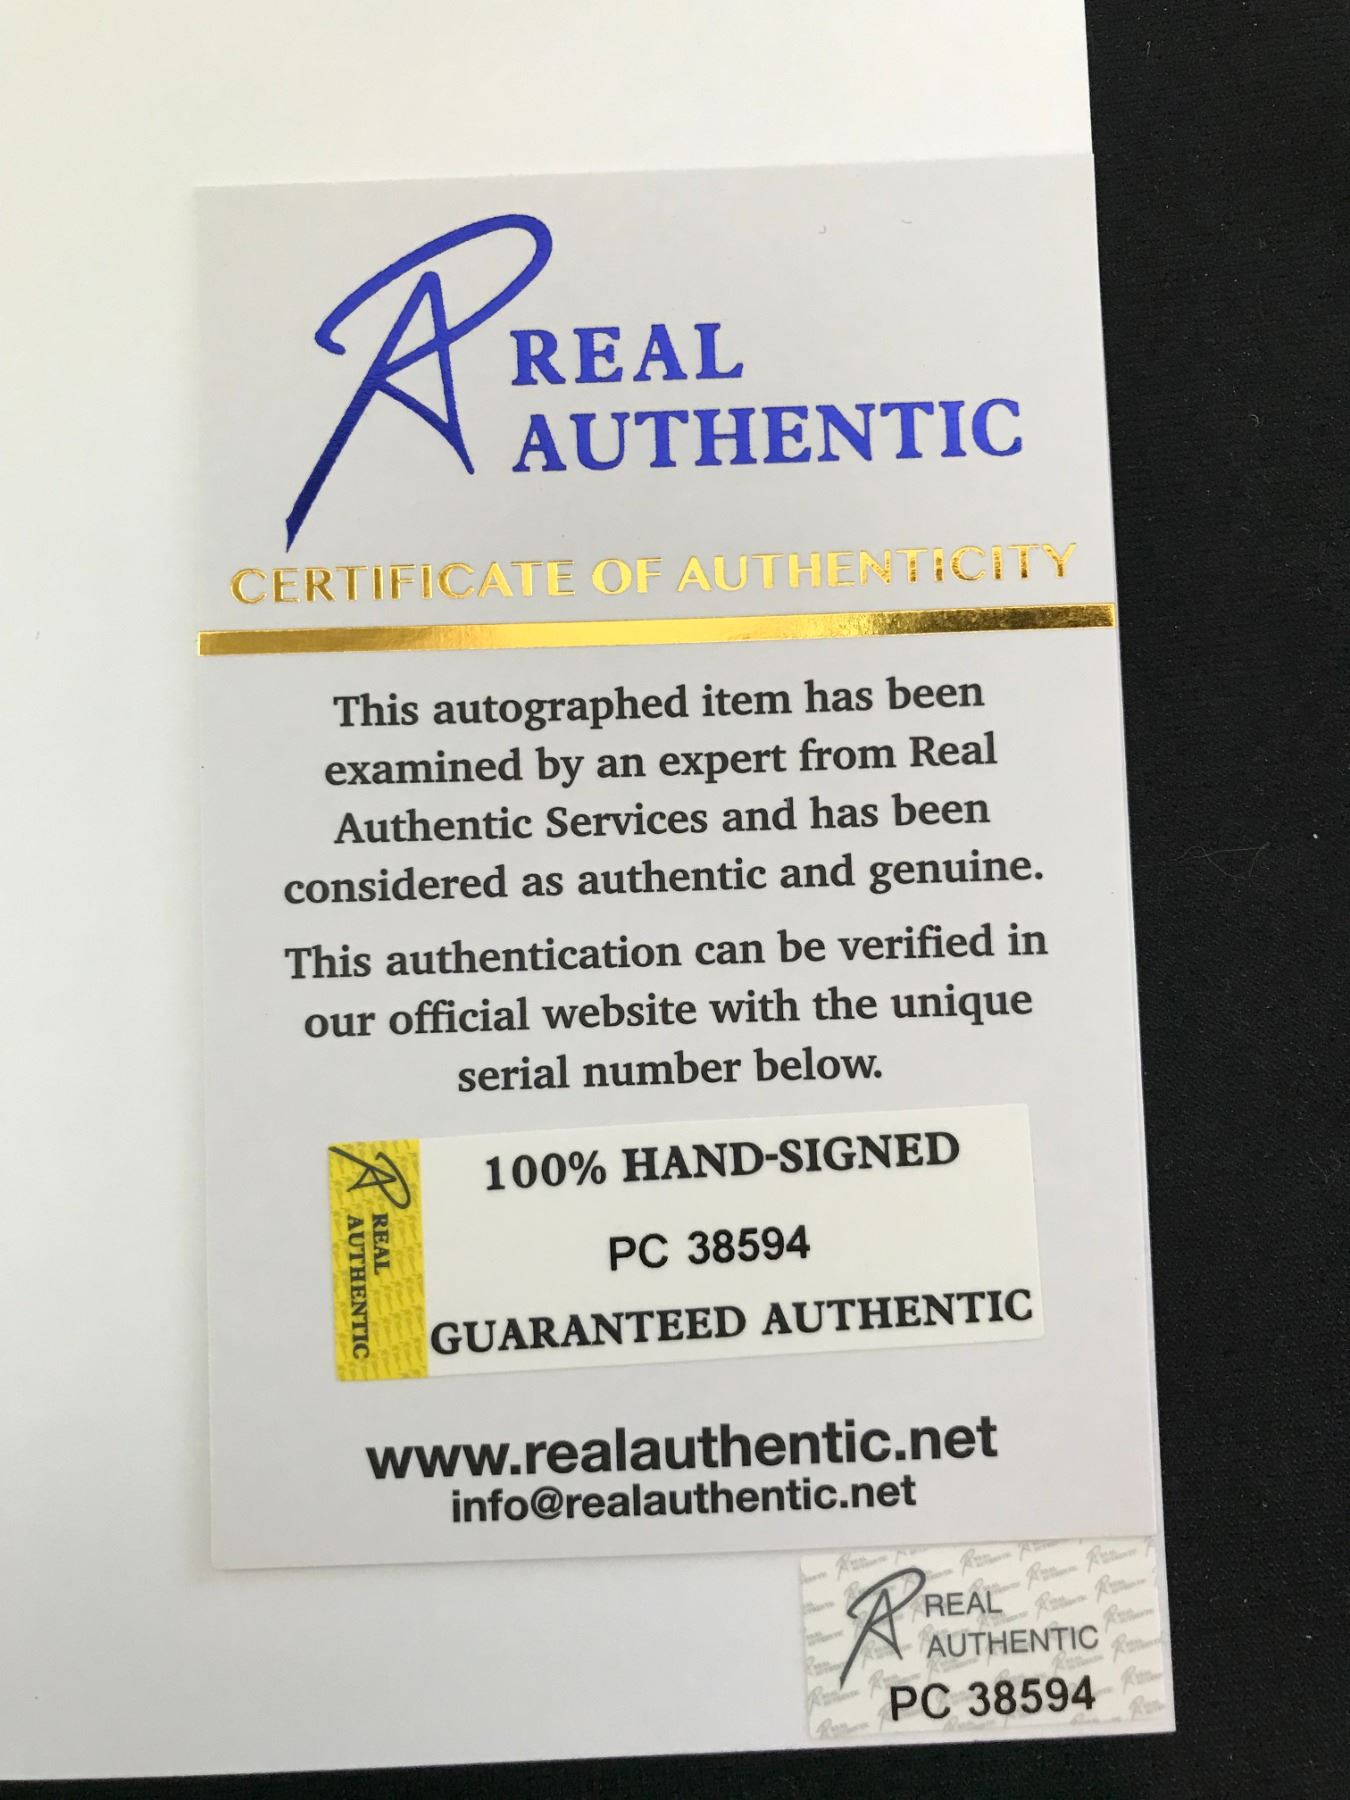 REAL
AUTHENTIC
CERTIFICATE OF AUTHENTICITY
This autographed item has been
examined by an expert from Real
Authentic Services and has been
considered as authentic and genuine.
This authentication can be verified in
our official website with the unique
serial number below.
REAL
AUTHENTIC
100% HAND-SIGNED
PC 38594
GUARANTEED AUTHENTIC
www.realauthentic.net
info@realauthentic.net
REAL
AUTHENTIC
PC 38594